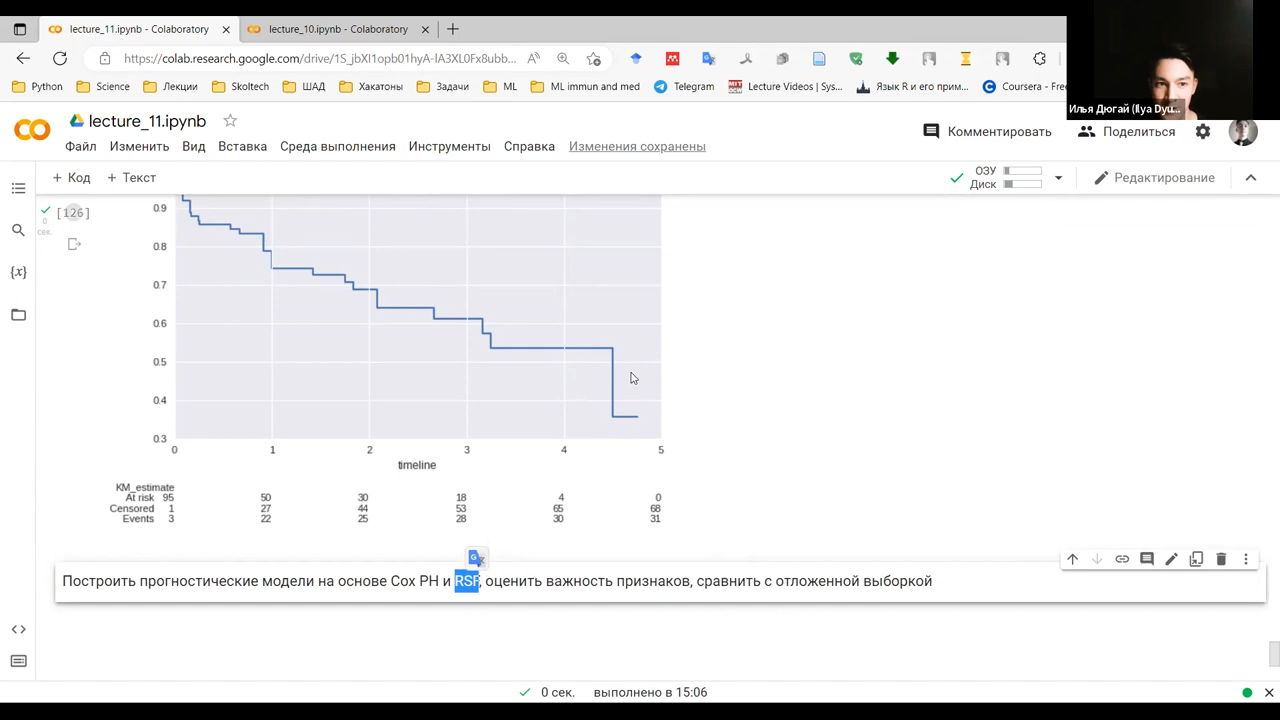 lecture_11.ipynb - Colaboratory
lecture_10.ipynb - Colaboratory
https://colab.research.google.com/drive/1S_jbXI1opb01hyA-IA3XL0F
Python
Science
Лекции
Skoltech
ШАД
Хакатоны
Задачи
ML
ML immun and med
Telegram
Lecture Videos | Sys...
Язык R и его прим...
Coursera - Free
Илья Дюгай (Ilya Dyu...
lecture_11.ipynb
Комментировать
Поделиться
Файл Изменить Вид Вставка Среда выполнения Инструменты Справка Изменения сохранены
+ Код + Текст
ОЗУ
Диск
Редактирование
[126]
0
сек.
0.9
0.8
0.7
0.6
0.5
0.4
0.3
0 1 2 3 4 5
timeline
KM_estimate
At risk 95 50 30 18 4 0
Censored 1 27 44 53 65 68
Events 3 22 25 28 30 31
Построить прогностические модели на основе Cox PH и RSF, оценить важность признаков, сравнить с отложенной выборкой
0 сек. выполнено в 15:06